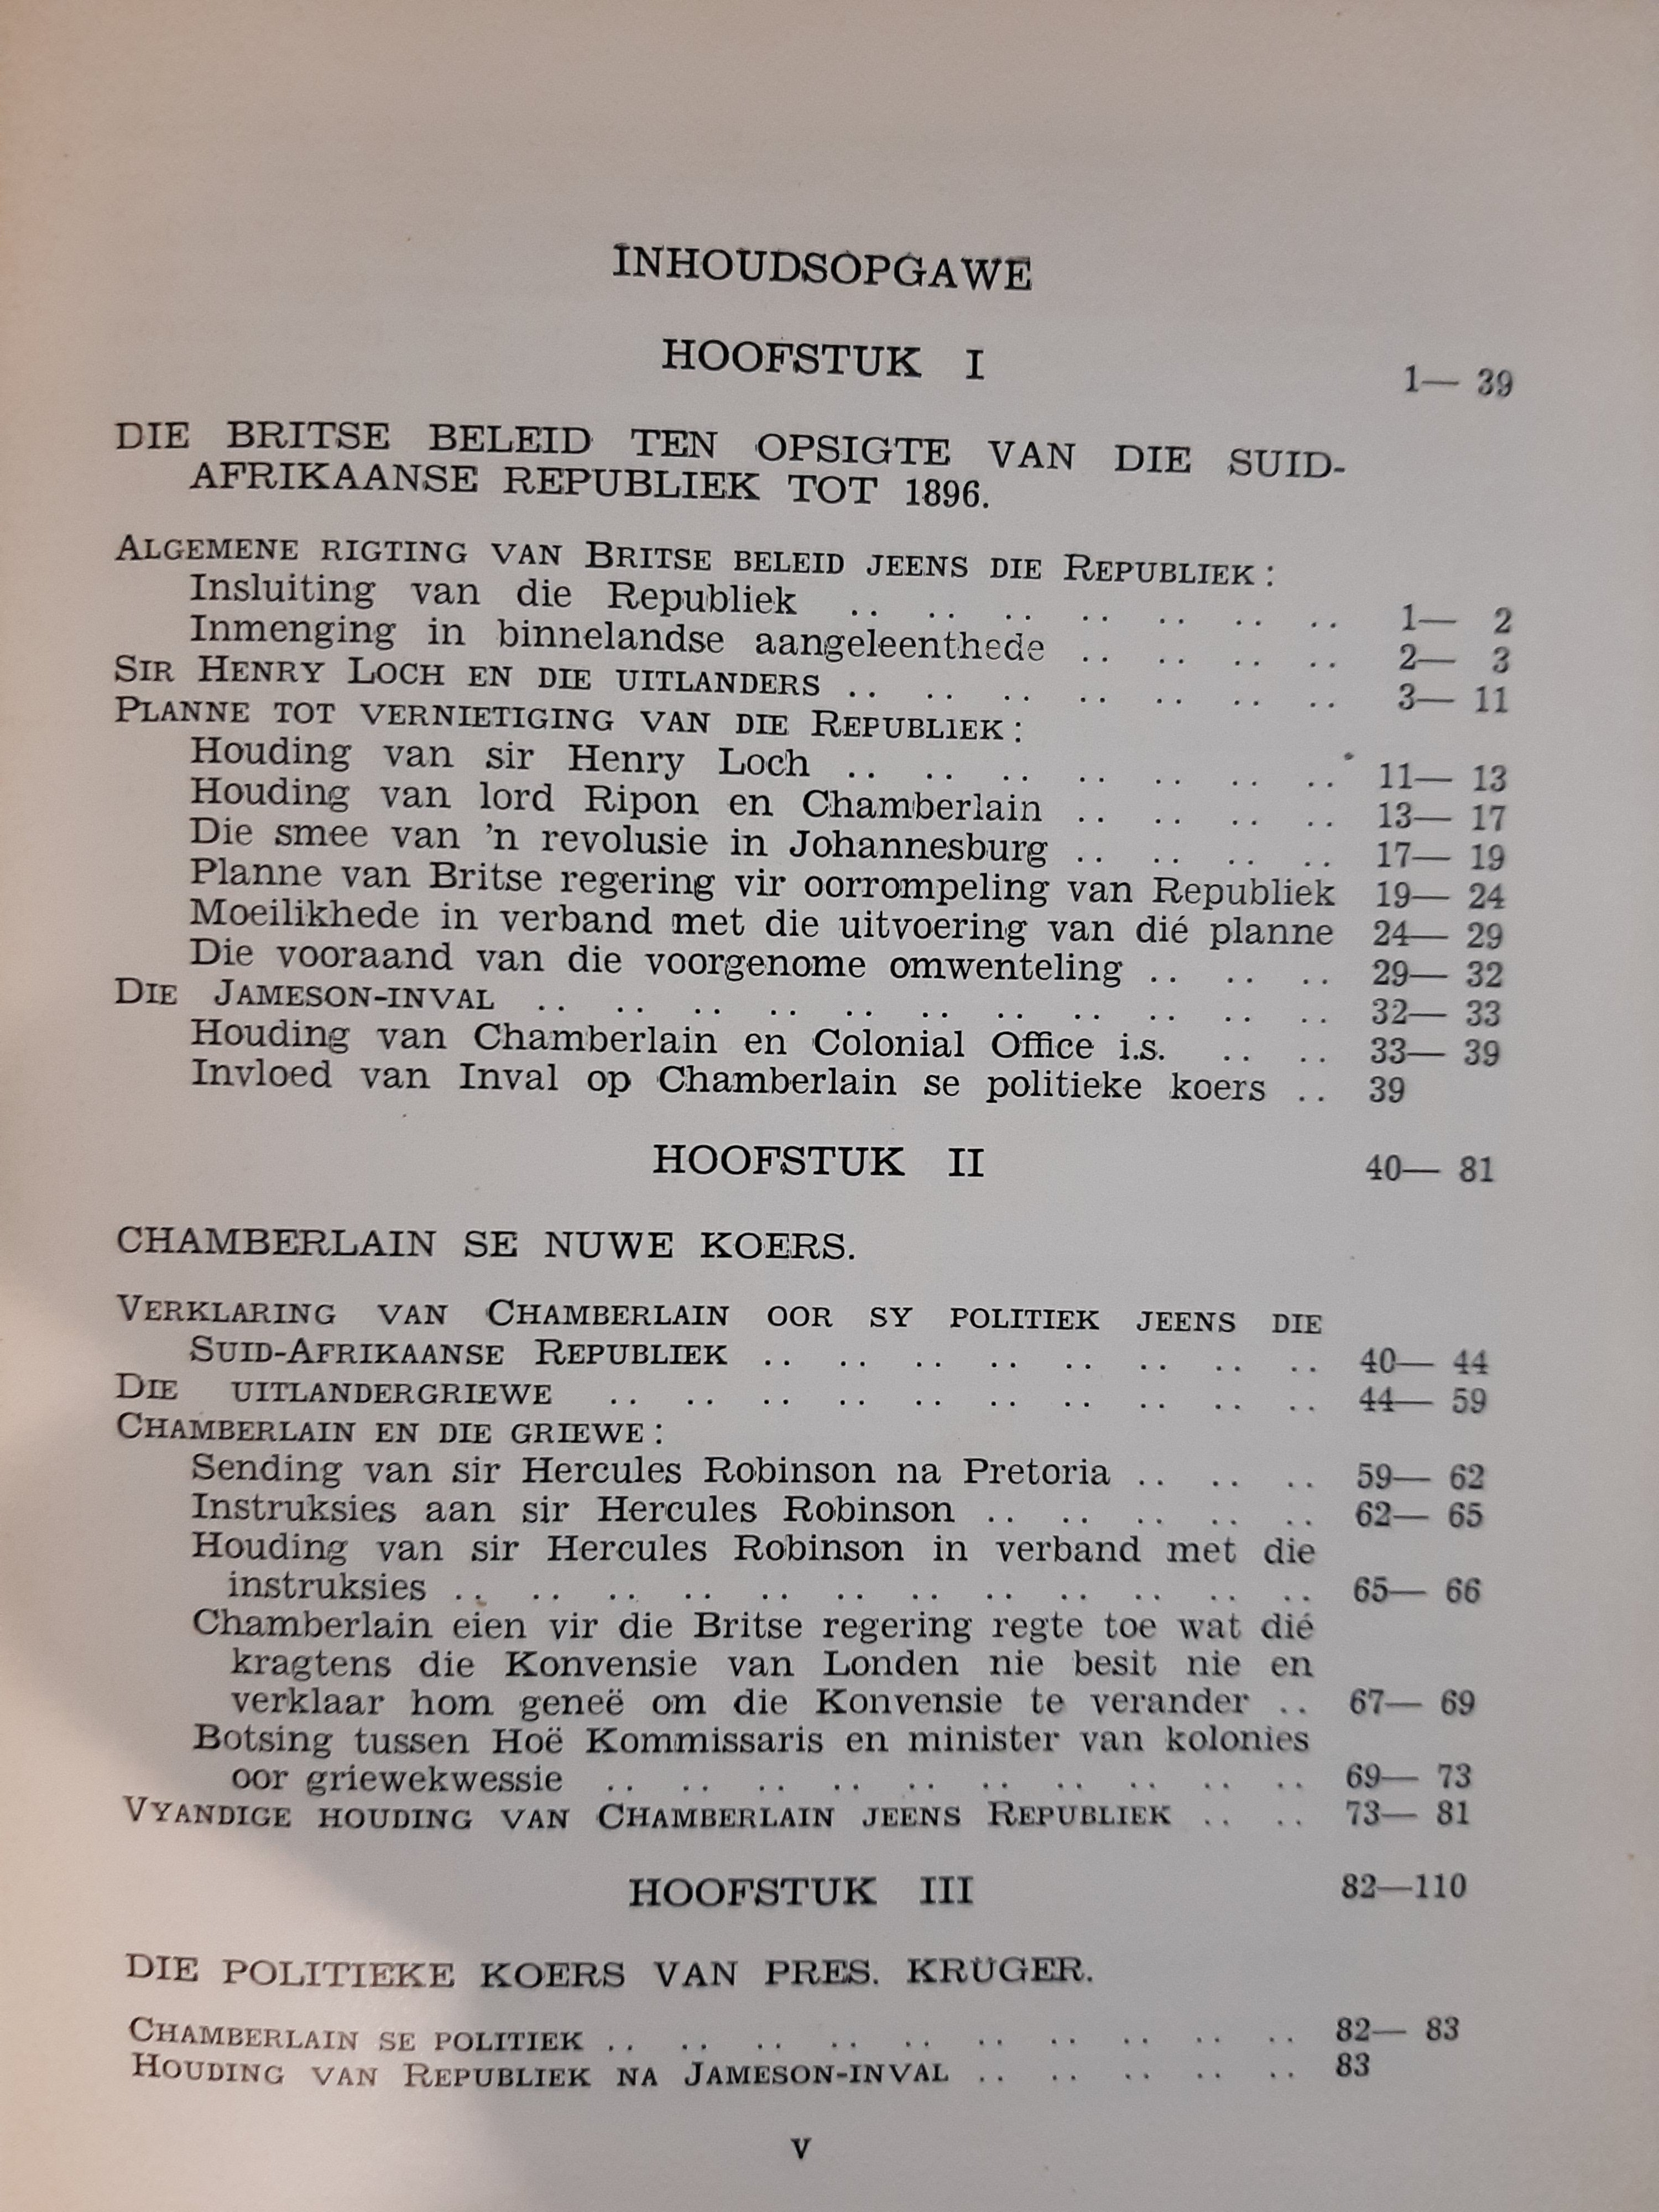 INHOUDSOPGAWE
HOOFSTUK I 1— 39
DIE BRITSE BELEID TEN OPSIGTE VAN DIE SUID-
AFRIKAANSE REPUBLIEK TOT 1896.
ALGEMENE RIGTING VAN BRITSE BELEID JEENS DIE REPUBLIEK:
Insluiting van die Republiek .. .. .. .. .. .. .. 1— 2
Inmenging in binnelandse aangeleenthede .. .. .. .. 2— 3
SIR HENRY LOCH EN DIE UITLANDERS .. .. .. .. .. .. .. 3— 11
PLANNE TOT VERNIETIGING VAN DIE REPUBLIEK:
Houding van sir Henry Loch .. .. .. .. .. .. .. 11— 13
Houding van lord Ripon en Chamberlain .. .. .. .. 13— 17
Die smee van 'n revolusie in Johannesburg .. .. .. .. 17— 19
Planne van Britse regering vir oorrompeling van Republiek 19— 24
Moeilikhede in verband met die uitvoering van dié planne 24— 29
Die vooraand van die voorgenome omwenteling .. .. .. 29— 32
DIE JAMESON-INVAL .. .. .. .. .. .. .. .. .. .. .. 32— 33
Houding van Chamberlain en Colonial Office i.s. .. .. 33— 39
Invloed van Inval op Chamberlain se politieke koers .. 39
HOOFSTUK II 40— 81
CHAMBERLAIN SE NUWE KOERS.
VERKLARING VAN CHAMBERLAIN OOR SY POLITIEK JEENS DIE
SUID-AFRIKAANSE REPUBLIEK .. .. .. .. .. .. .. .. 40— 44
DIE UITLANDERGRIEWE .. .. .. .. .. .. .. .. .. .. 44— 59
CHAMBERLAIN EN DIE GRIEWE:
Sending van sir Hercules Robinson na Pretoria .. .. .. 59— 62
Instruksies aan sir Hercules Robinson .. .. .. .. .. 62— 65
Houding van sir Hercules Robinson in verband met die
instruksies .. .. .. .. .. .. .. .. .. .. .. .. 65— 66
Chamberlain eien vir die Britse regering regte toe wat dié
kragtens die Konvensie van Londen nie besit nie en
verklaar hom geneë om die Konvensie te verander .. 67— 69
Botsing tussen Hoë Kommissaris en minister van kolonies
oor griewekwessie .. .. .. .. .. .. .. .. .. .. 69— 73
VYANDIGE HOUDING VAN CHAMBERLAIN JEENS REPUBLIEK .. .. 73— 81
HOOFSTUK III 82—110
DIE POLITIEKE KOERS VAN PRES. KRÜGER.
CHAMBERLAIN SE POLITIEK .. .. .. .. .. .. .. .. .. .. 82— 83
HOUDING VAN REPUBLIEK NA JAMESON-INVAL .. .. .. .. .. 83
v